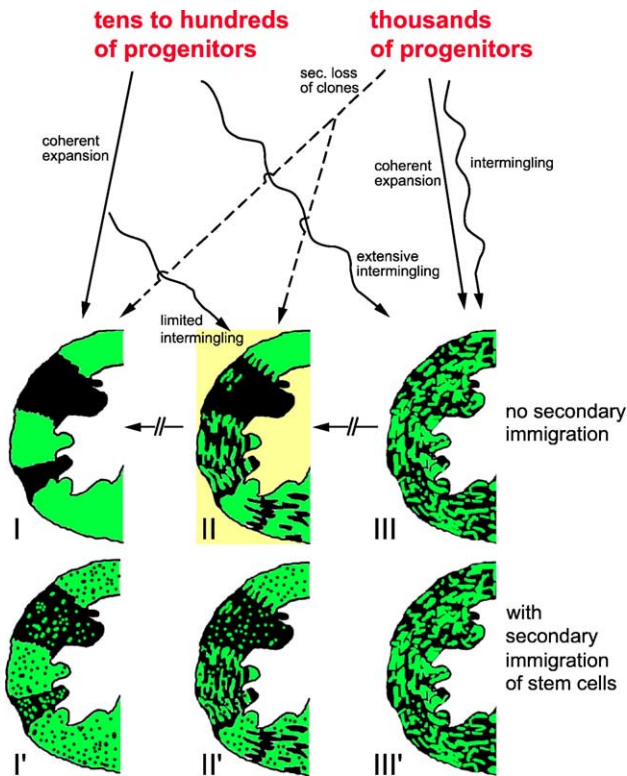 tens to hundreds
of progenitors
thousands
of progenitors
sec. loss
of clones
coherent
expansion
coherent
expansion
intermingling
extensive
intermingling
limited
intermingling
no secondary
immigration
I
II
III
with
secondary
immigration
of stem cells
I'
II'
III'